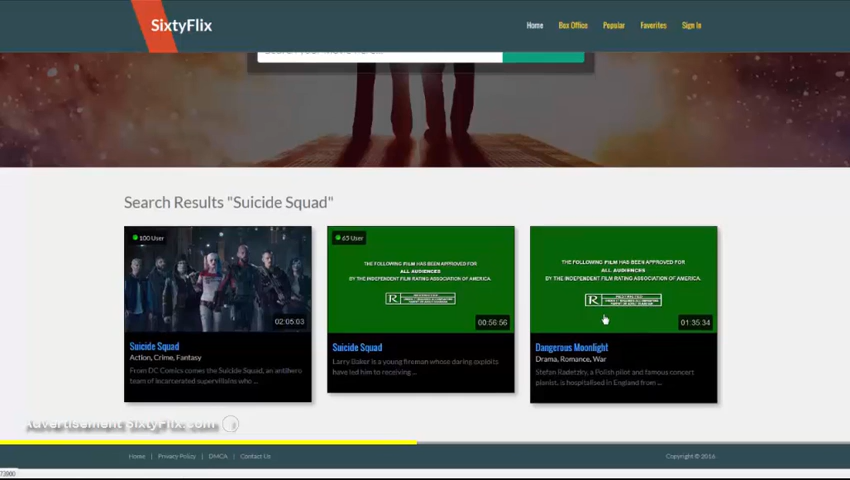 SixtyFlix
Home Box Office Popular Favorites Sign In
Search Results "Suicide Squad"
100 User
02:05:03
Suicide Squad
Action, Crime, Fantasy
From DC Comics comes the Suicide Squad, an antihero
team of incarcerated supervillains who ...
65 User
THE FOLLOWING FILM HAS BEEN APPROVED FOR
ALL AUDIENCES
BY THE INDEPENDENT FILM RATING ASSOCIATION OF AMERICA.
R
00:56:56
Suicide Squad
Larry Baker is a young fireman whose daring exploits
have led him to receiving ...
THE FOLLOWING FILM HAS BEEN APPROVED FOR
ALL AUDIENCES
BY THE INDEPENDENT FILM RATING ASSOCIATION OF AMERICA.
R
01:35:34
Dangerous Moonlight
Drama, Romance, War
Stefan Radetzky, a Polish pilot and famous concert
pianist, is hospitalised in England from ...
Advertisement SixtyFlix.com
Home | Privacy Policy | DMCA | Contact Us
Copyright © 2016
73960